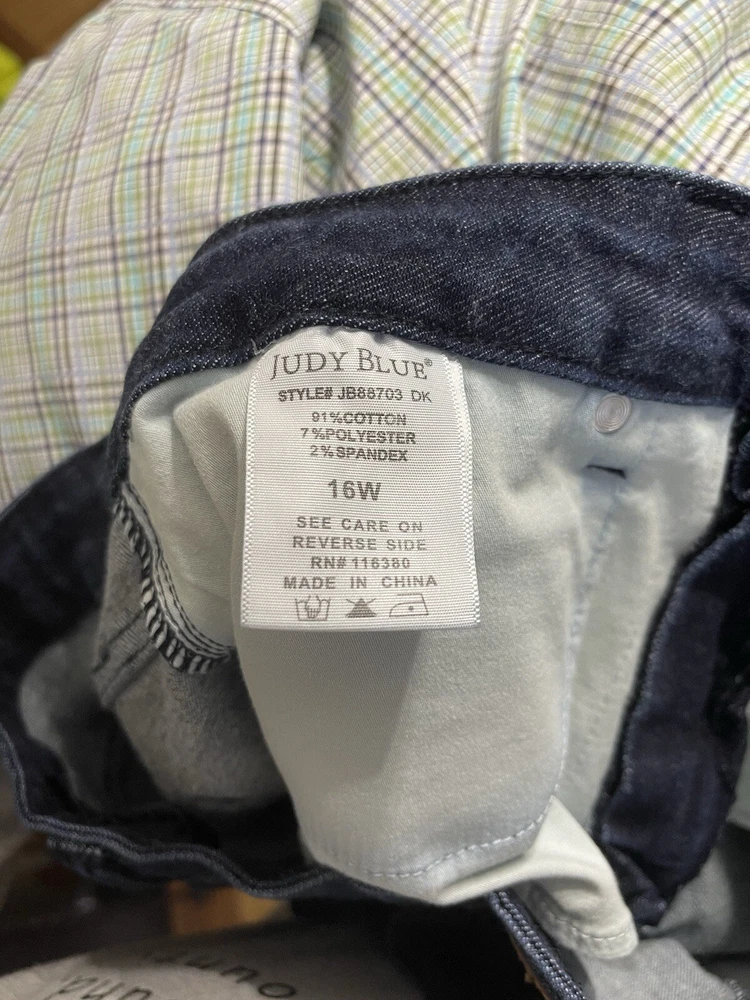 JUDY BLUE®
STYLE# JB88703 DK
91%COTTON
7%POLYESTER
2%SPANDEX
16W
SEE CARE ON
REVERSE SIDE
RN# 116380
MADE IN CHINA